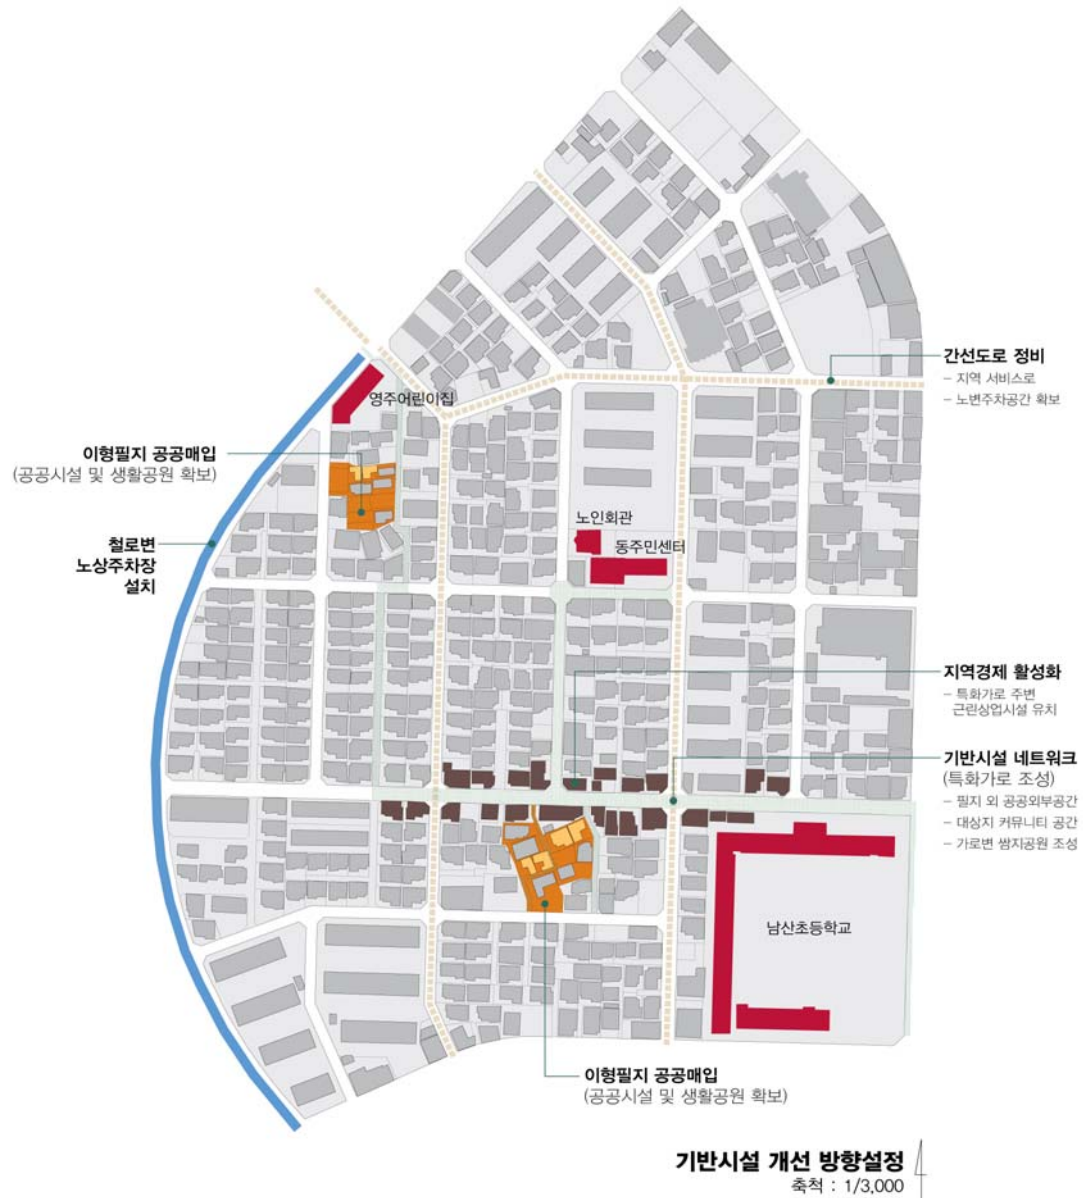 간선도로 정비
– 지역 서비스로
– 노변주차공간 확보
영주어린이집
이형필지 공공매입
(공공시설 및 생활공원 확보)
노인회관
동주민센터
철로변
노상주차장
설치
지역경제 활성화
– 특화가로 주변
근린상업시설 유치
기반시설 네트워크
(특화가로 조성)
– 필지 외 공공외부공간
– 대상지 커뮤니티 공간
– 가로변 쌈지공원 조성
남산초등학교
이형필지 공공매입
(공공시설 및 생활공원 확보)
기반시설 개선 방향설정
축척 : 1/3,000